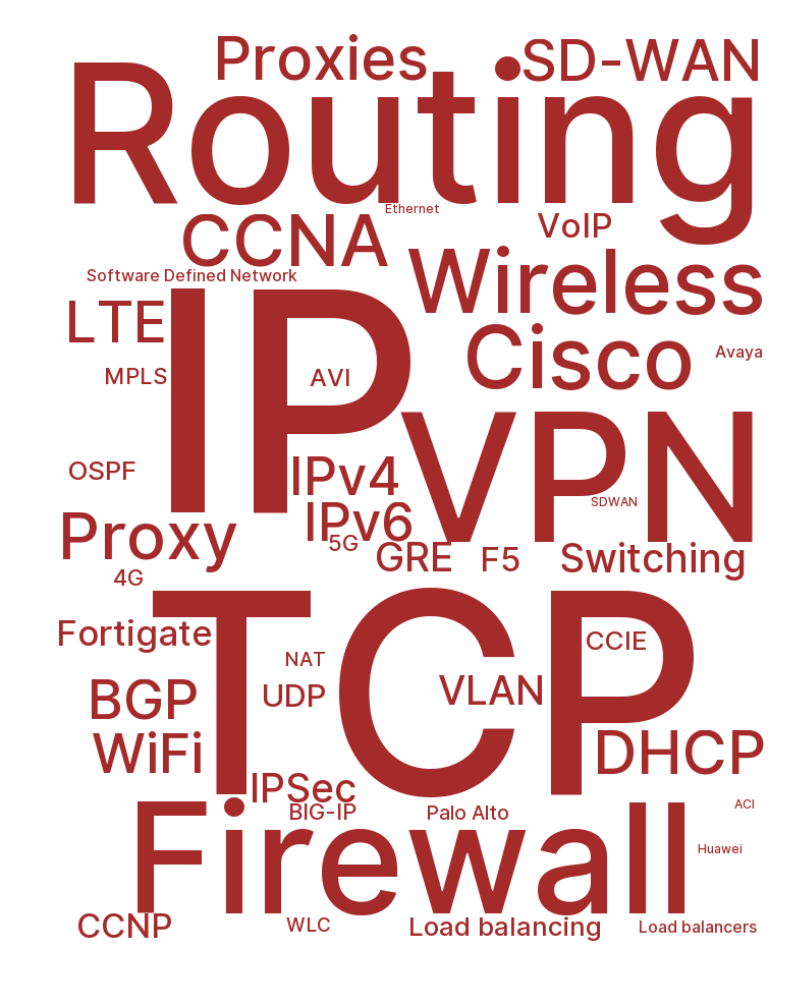 Proxies
SD-WAN
Routing
Ethernet
CCNA
VoIP
Software Defined Network
Wireless
LTE
IP
Cisco
Avaya
MPLS
AVI
VPN
OSPF
IPv4
SDWAN
IPv6
Proxy
5G
GRE
F5
Switching
4G
TCP
Fortigate
CCIE
NAT
UDP
VLAN
BGP
WiFi
DHCP
IPSec
BIG-IP
Palo Alto
ACI
Firewall
Huawei
CCNP
WLC
Load balancing
Load balancers